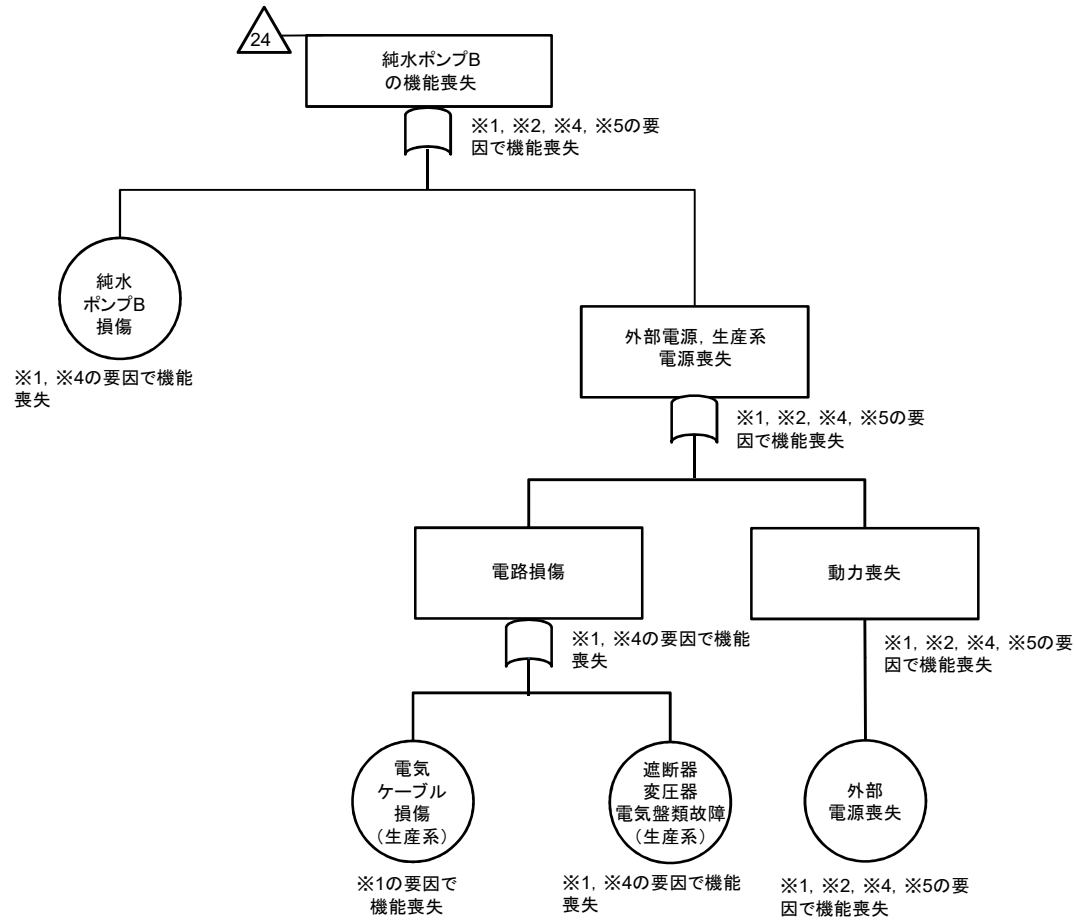 24
純水ポンプB
の機能喪失
※1, ※2, ※4, ※5の要
因で機能喪失
純水
ポンプB
損傷
※1, ※4の要因で機能
喪失
外部電源, 生産系
電源喪失
※1, ※2, ※4, ※5の要
因で機能喪失
電路損傷
※1, ※4の要因で機能
喪失
動力喪失
※1, ※2, ※4, ※5の要
因で機能喪失
電気
ケーブル
損傷
(生産系)
※1の要因で
機能喪失
遮断器
変圧器
電気盤類故障
(生産系)
※1, ※4の要因で機能
喪失
外部
電源喪失
※1, ※2, ※4, ※5の要
因で機能喪失